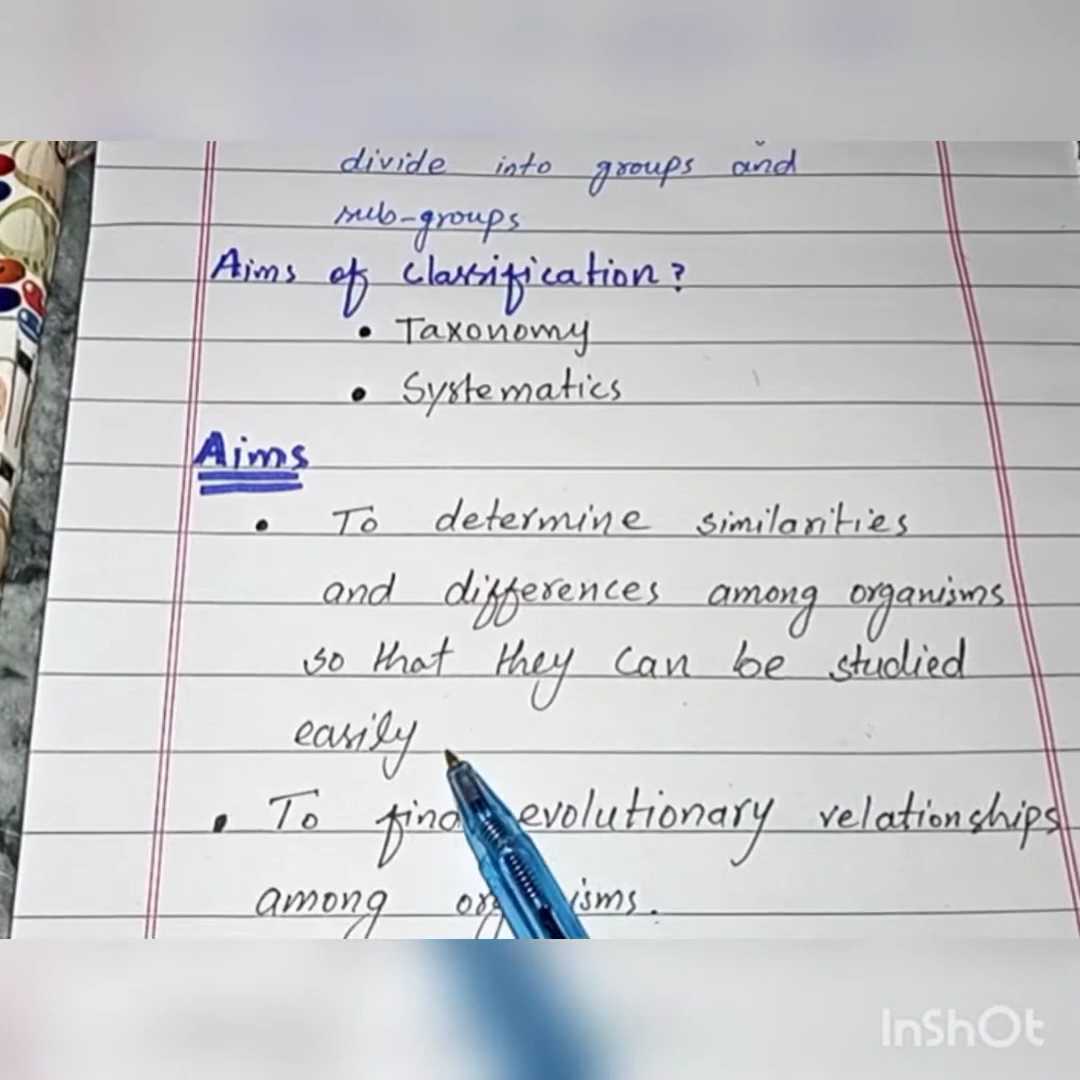 divide into groups and
sub-groups
Aims of classification?
• Taxonomy
• Systematics
Aims
• To determine similarities
and differences among organisms
so that they can be studied
easily
• To find evolutionary relationships
among organisms.
InShOt